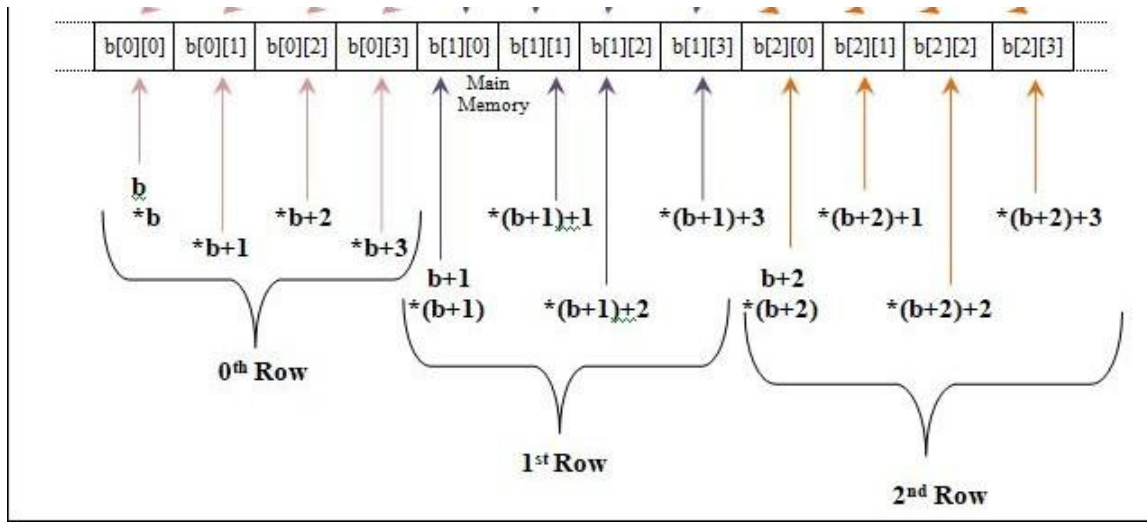 b[0][0] b[0][1] b[0][2] b[0][3] b[1][0] b[1][1] b[1][2] b[1][3] b[2][0] b[2][1] b[2][2] b[2][3]
Main
Memory
b
*b
*b+1
*b+2
*b+3
b+1
*(b+1)
*(b+1)+1
*(b+1)+2
*(b+1)+3
b+2
*(b+2)
*(b+2)+1
*(b+2)+2
*(b+2)+3
0th Row
1st Row
2nd Row